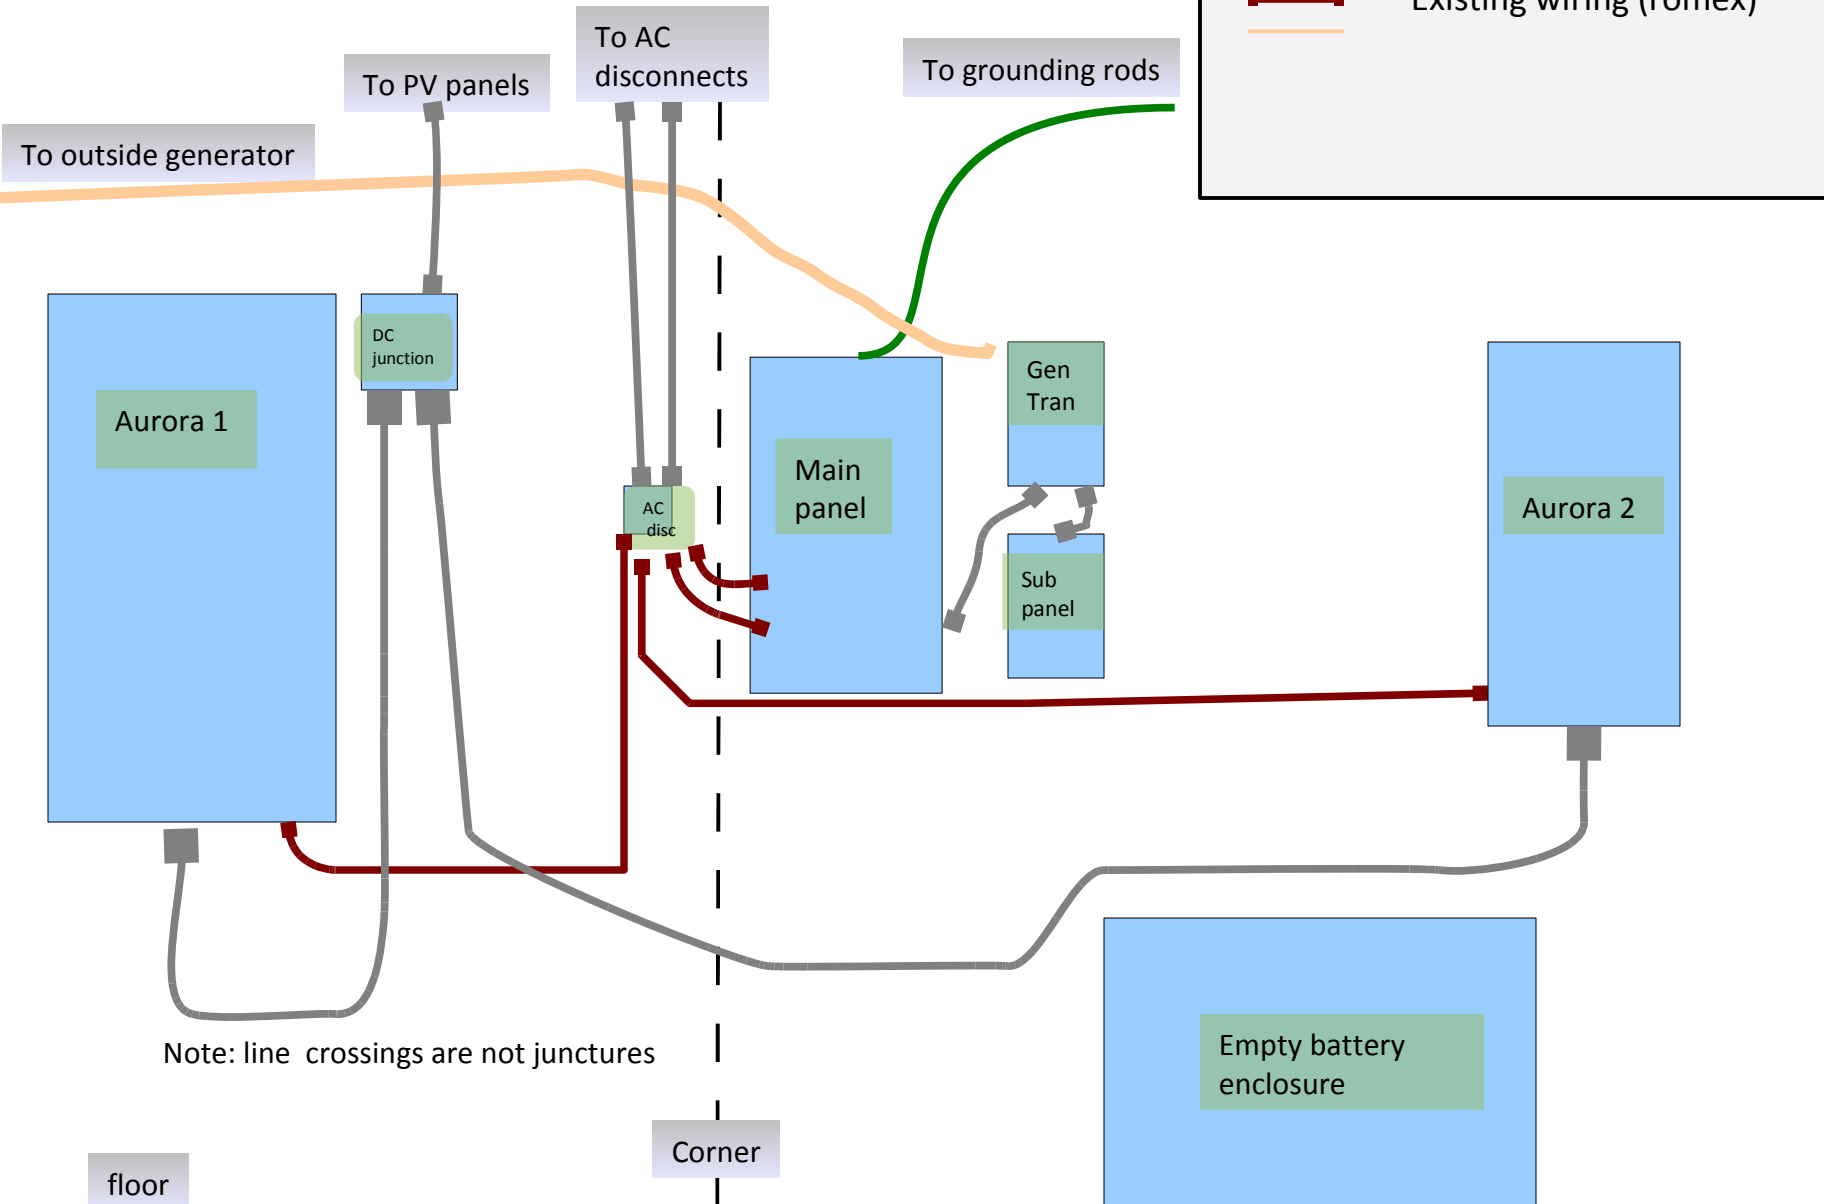 Existing wiring (romex)
To AC
disconnects
To PV panels
To grounding rods
To outside generator
DC
junction
Gen
Tran
Aurora 1
Main
panel
AC
disc
Aurora 2
Sub
panel
Note: line  crossings are not junctures
Empty battery
enclosure
Corner
floor